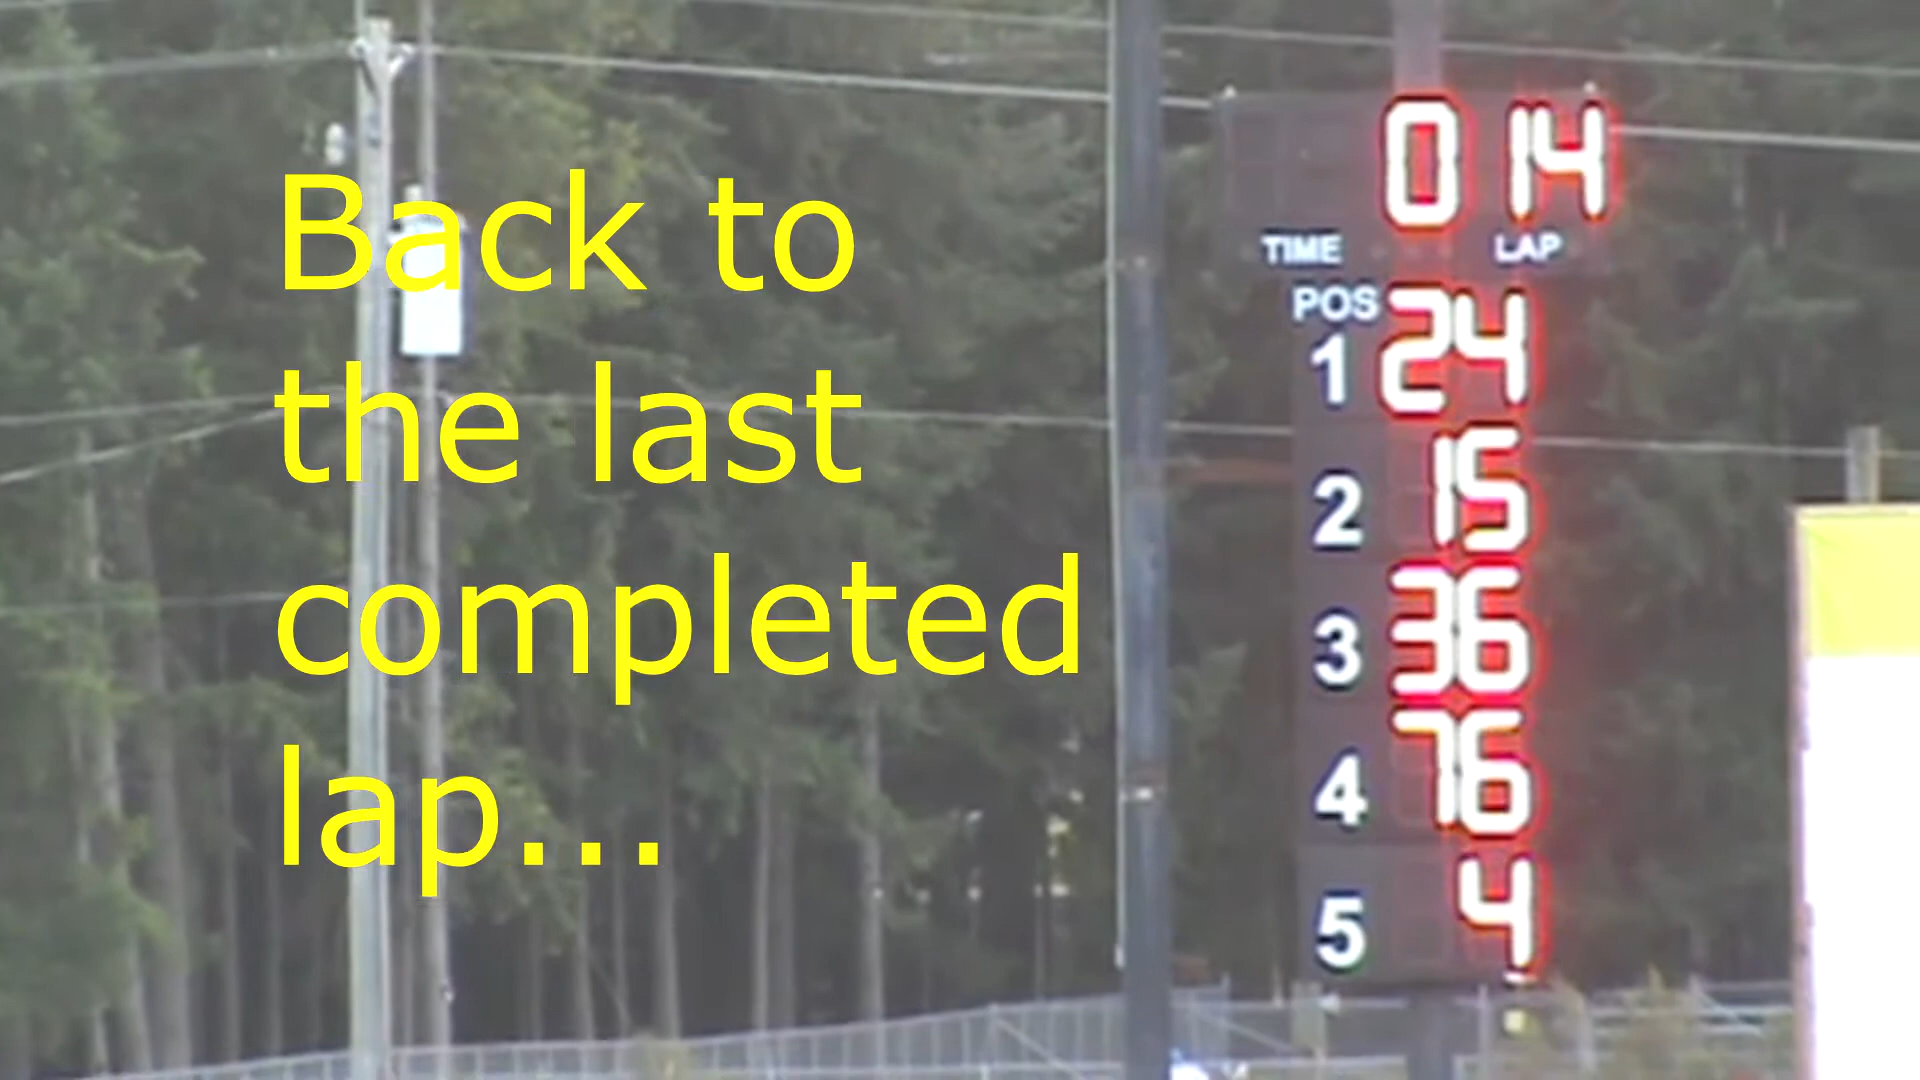 Back to
the last
completed
lap...
0 14
TIME LAP
POS
1 24
2 15
3 36
4 76
5 4